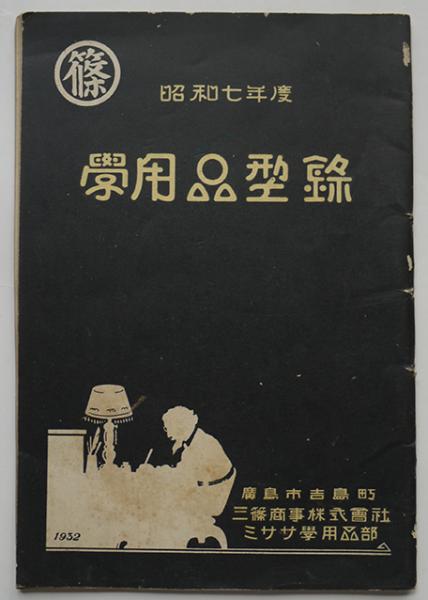 篠
昭和七年度
學用品型錄
廣島市吉島町
三篠商事株式會社
ミササ學用品部
1932